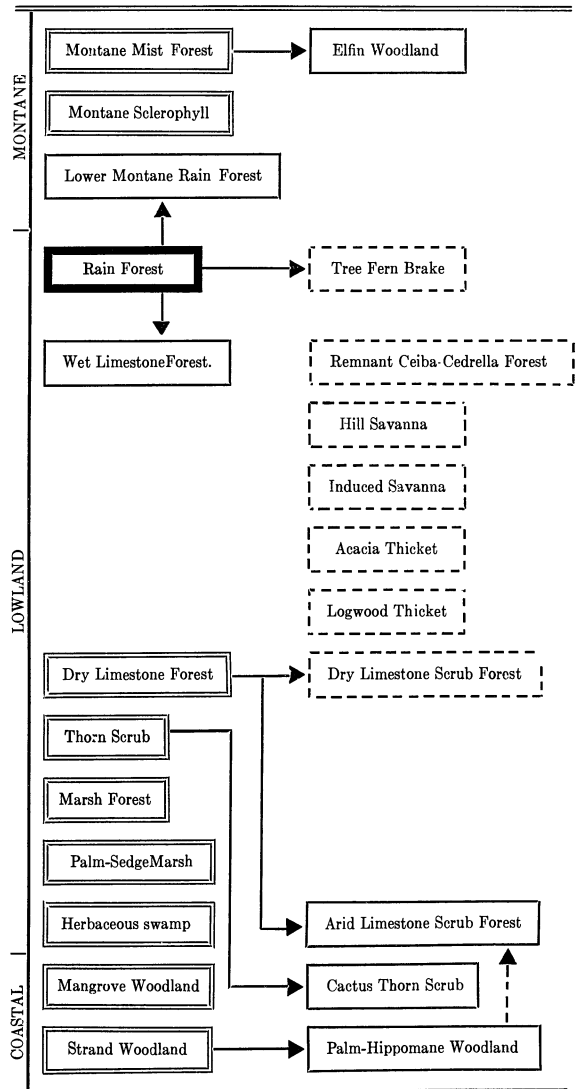 MONTANE
Montane Mist Forest
Elfin Woodland
Montane Sclerophyll
Lower Montane Rain Forest
LOWLAND
Rain Forest
Tree Fern Brake
Wet LimestoneForest.
Remnant Ceiba-Cedrella Forest
Hill Savanna
Induced Savanna
Acacia Thicket
Logwood Thicket
Dry Limestone Forest
Dry Limestone Scrub Forest
Thorn Scrub
Marsh Forest
Palm-SedgeMarsh
Herbaceous swamp
Arid Limestone Scrub Forest
COASTAL
Mangrove Woodland
Cactus Thorn Scrub
Strand Woodland
Palm-Hippomane Woodland